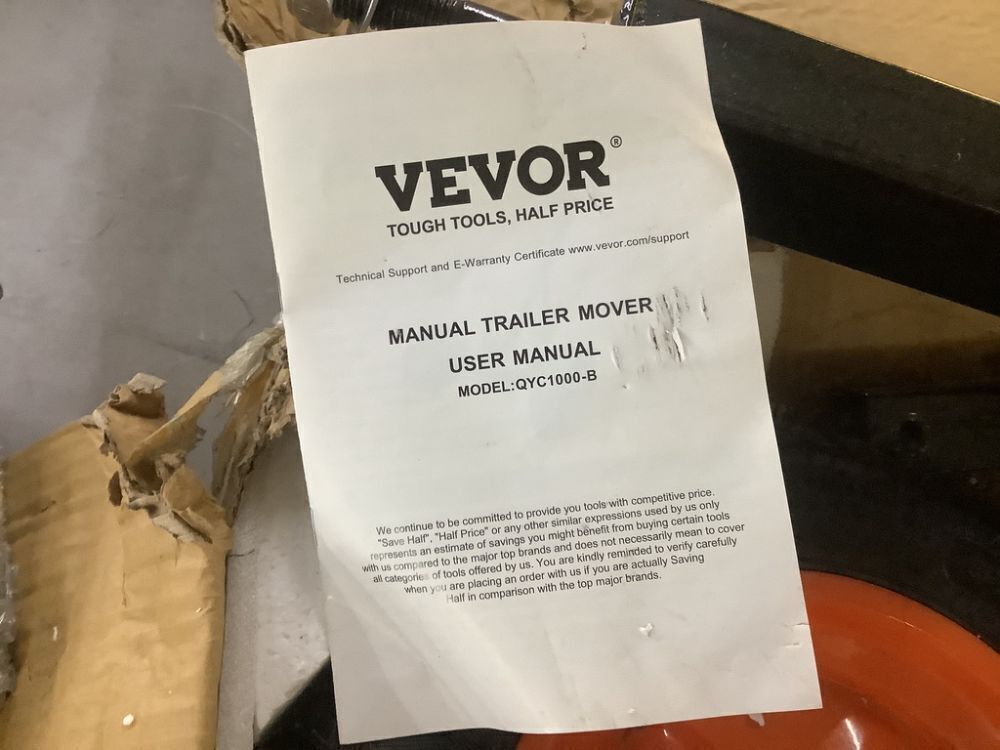 VEVOR®
TOUGH TOOLS, HALF PRICE
Technical Support and E-Warranty Certificate www.vevor.com/support
MANUAL TRAILER MOVER
USER MANUAL
MODEL:QYC1000-B
We continue to be committed to provide you tools with competitive price.
"Save Half", "Half Price" or any other similar expressions used by us only
represents an estimate of savings you might benefit from buying certain tools
with us compared to the major top brands and does not necessarily mean to cover
all categories of tools offered by us. You are kindly reminded to verify carefully
when you are placing an order with us if you are actually Saving
Half in comparison with the top major brands.